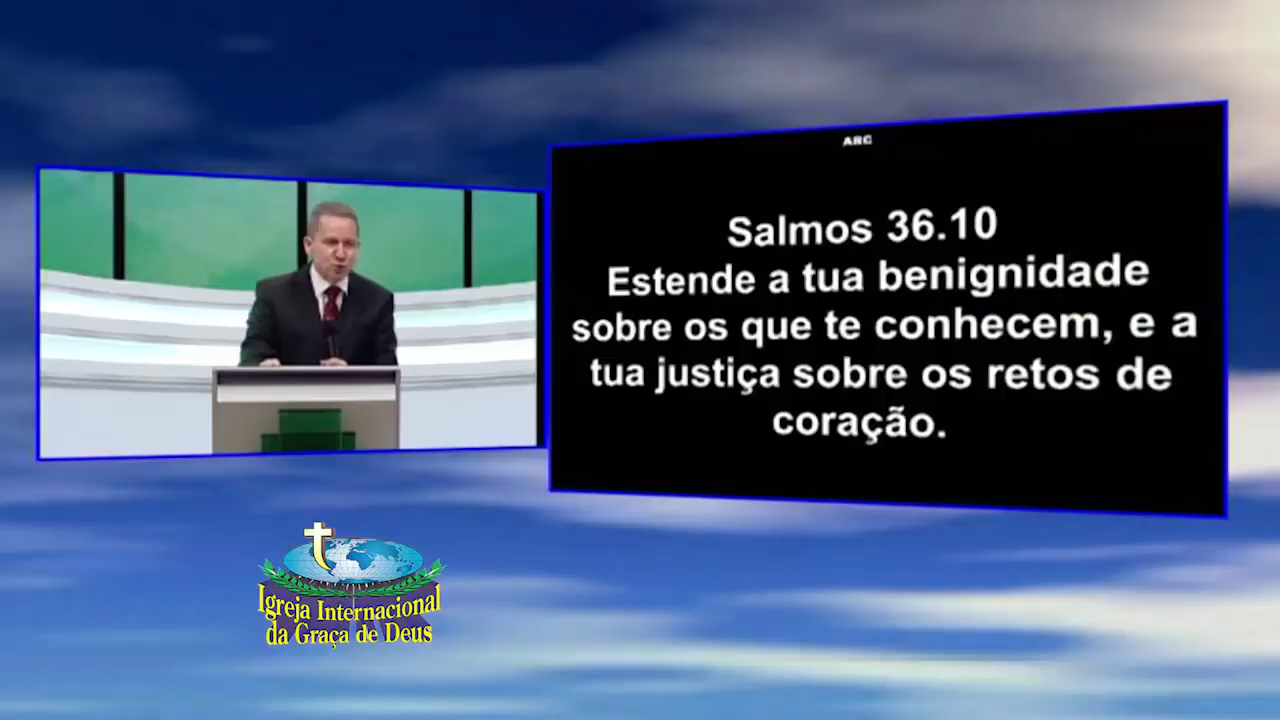 ARC
Salmos 36.10
Estende a tua benignidade
sobre os que te conhecem, e a
tua justiça sobre os retos de
coração.
Igreja Internacional
da Graça de Deus